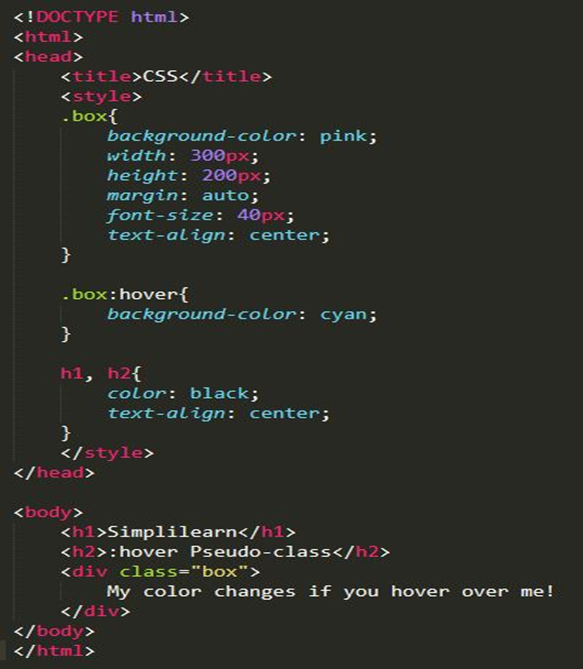 <!DOCTYPE html>
<html>
<head>
    <title>CSS</title>
    <style>
    .box{
        background-color: pink;
        width: 300px;
        height: 200px;
        margin: auto;
        font-size: 40px;
        text-align: center;
    }

    .box:hover{
        background-color: cyan;
    }

    h1, h2{
        color: black;
        text-align: center;
    }
    </style>
</head>

<body>
    <h1>Simplilearn</h1>
    <h2>:hover Pseudo-class</h2>
    <div class="box">
        My color changes if you hover over me!
    </div>
</body>
</html>